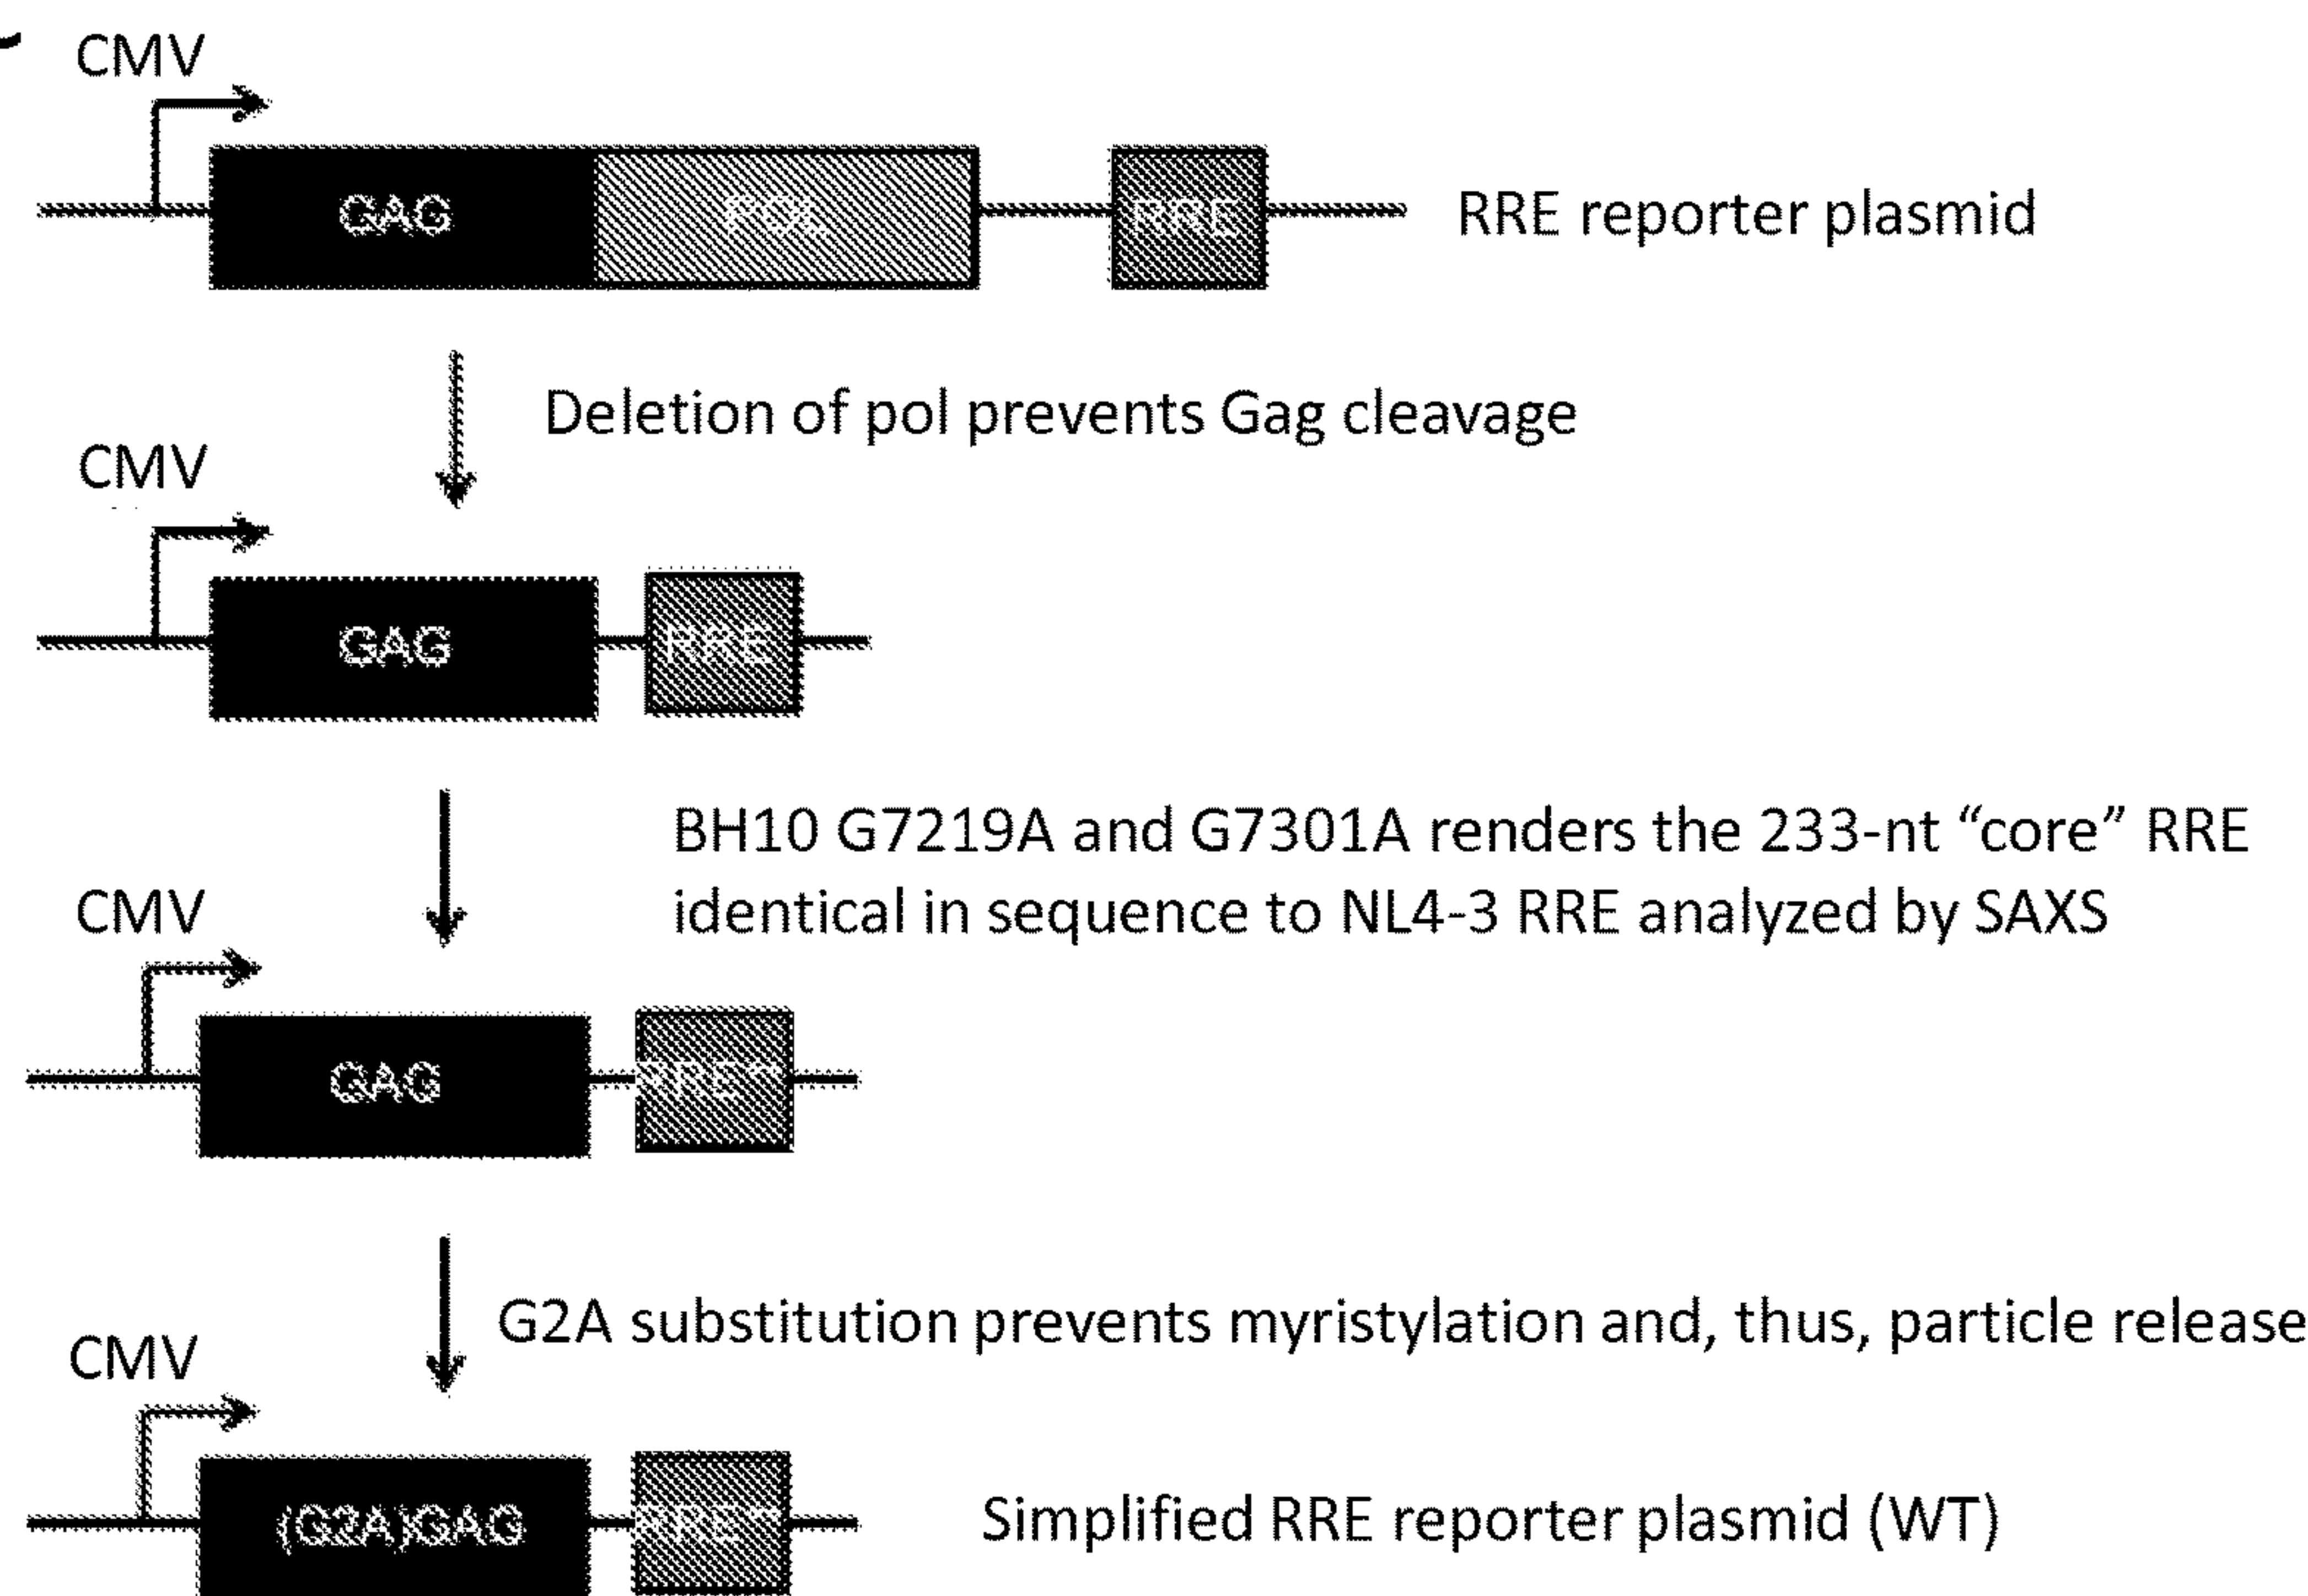 CMV
GAG POL RRE RRE reporter plasmid
Deletion of pol prevents Gag cleavage
CMV
GAG RRE
BH10 G7219A and G7301A renders the 233-nt “core” RRE
identical in sequence to NL4-3 RRE analyzed by SAXS
CMV
GAG
G2A substitution prevents myristylation and, thus, particle release
CMV
(G2A)GAG Simplified RRE reporter plasmid (WT)